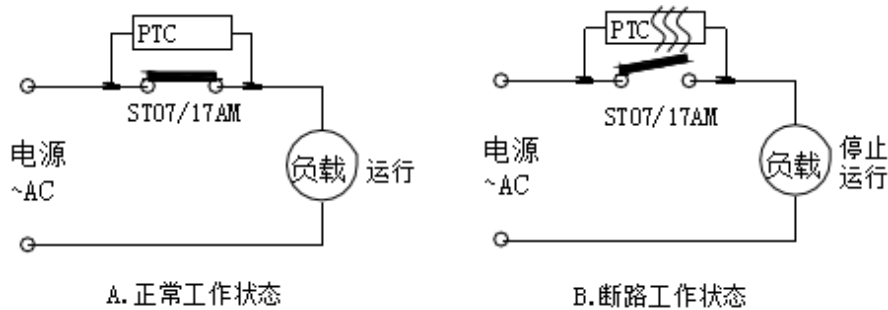 PTC
ST07/17AM
电源
~AC
负载
运行
A.正常工作状态
PTC
ST07/17AM
电源
~AC
负载
停止
运行
B.断路工作状态